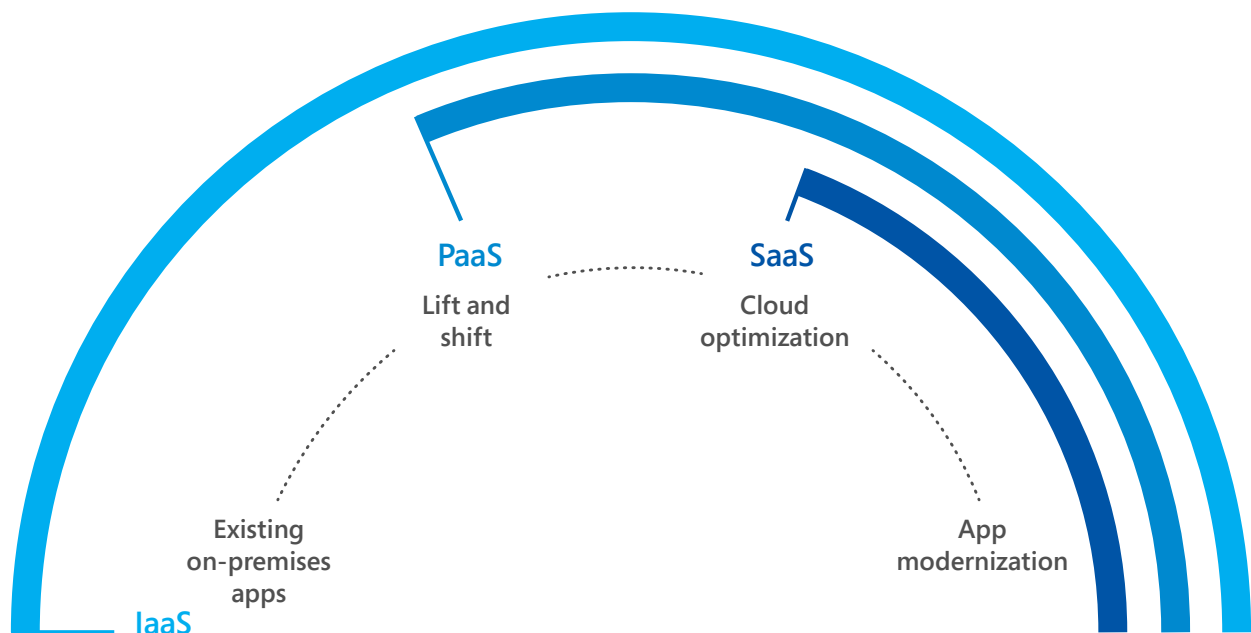 PaaS
Lift and
shift
SaaS
Cloud
optimization
Existing
on-premises
apps
App
modernization
IaaS